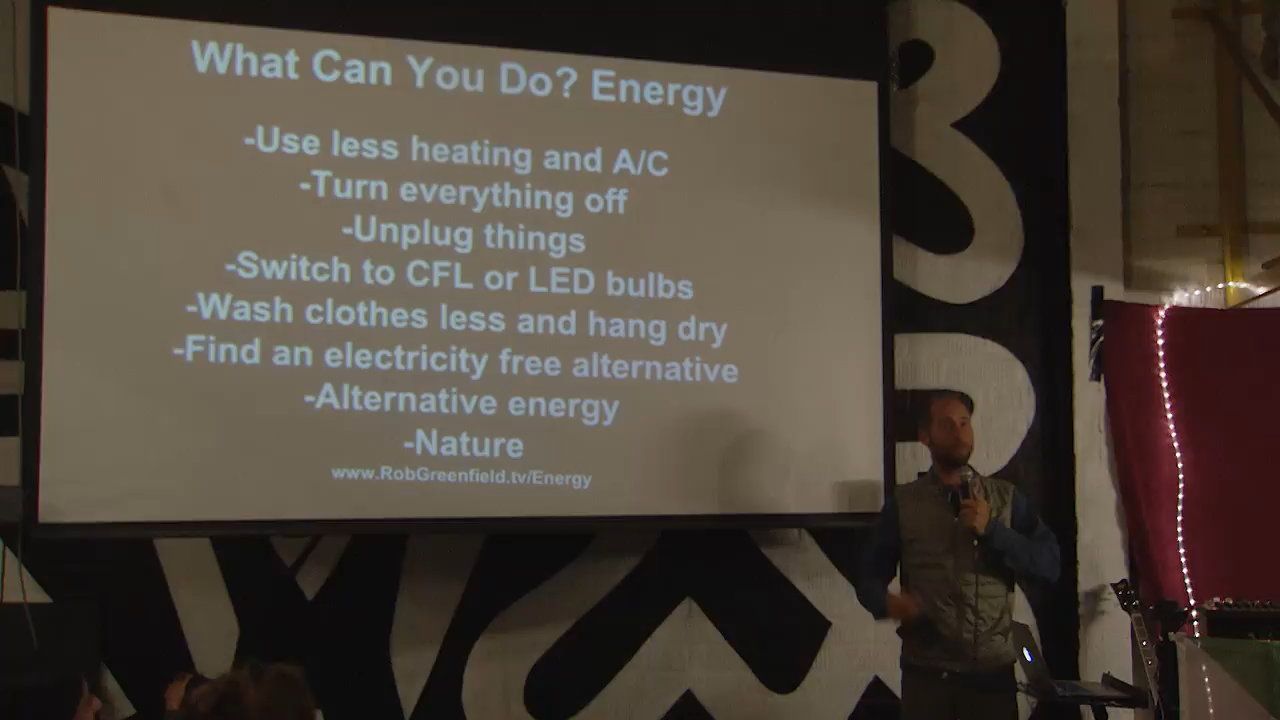 What Can You Do? Energy
-Use less heating and A/C
-Turn everything off
-Unplug things
-Switch to CFL or LED bulbs
-Wash clothes less and hang dry
-Find an electricity free alternative
-Alternative energy
-Nature
www.RobGreenfield.tv/Energy